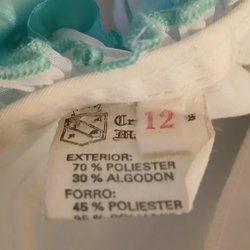 12
EXTERIOR:
70 % POLIESTER
30 % ALGODON
FORRO:
45 % POLIESTER